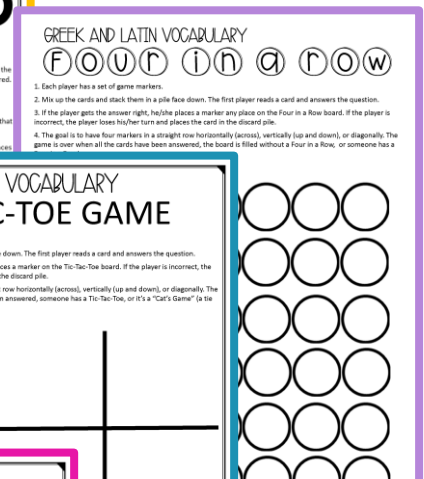 GREEK AND LATIN VOCABULARY
Four in a row
1. Each player has a set of game markers.
2. Mix up the cards and stack them in a pile face down. The first player reads a card and answers the question.
3. If the player gets the answer right, he/she places a marker any place on the Four in a Row board. If the player is
incorrect, the player loses his/her turn and places the card in the discard pile.
4. The goal is to have four markers in a straight row horizontally (across), vertically (up and down), or diagonally. The
game is over when all the cards have been answered, the board is filled without a Four in a Row, or someone has a
the
red.
that
ces
VOCABULARY
C-TOE GAME
down. The first player reads a card and answers the question.
ces a marker on the Tic-Tac-Toe board. If the player is incorrect, the
the discard pile.
row horizontally (across), vertically (up and down), or diagonally. The
n answered, someone has a Tic-Tac-Toe, or it's a "Cat's Game" (a tie